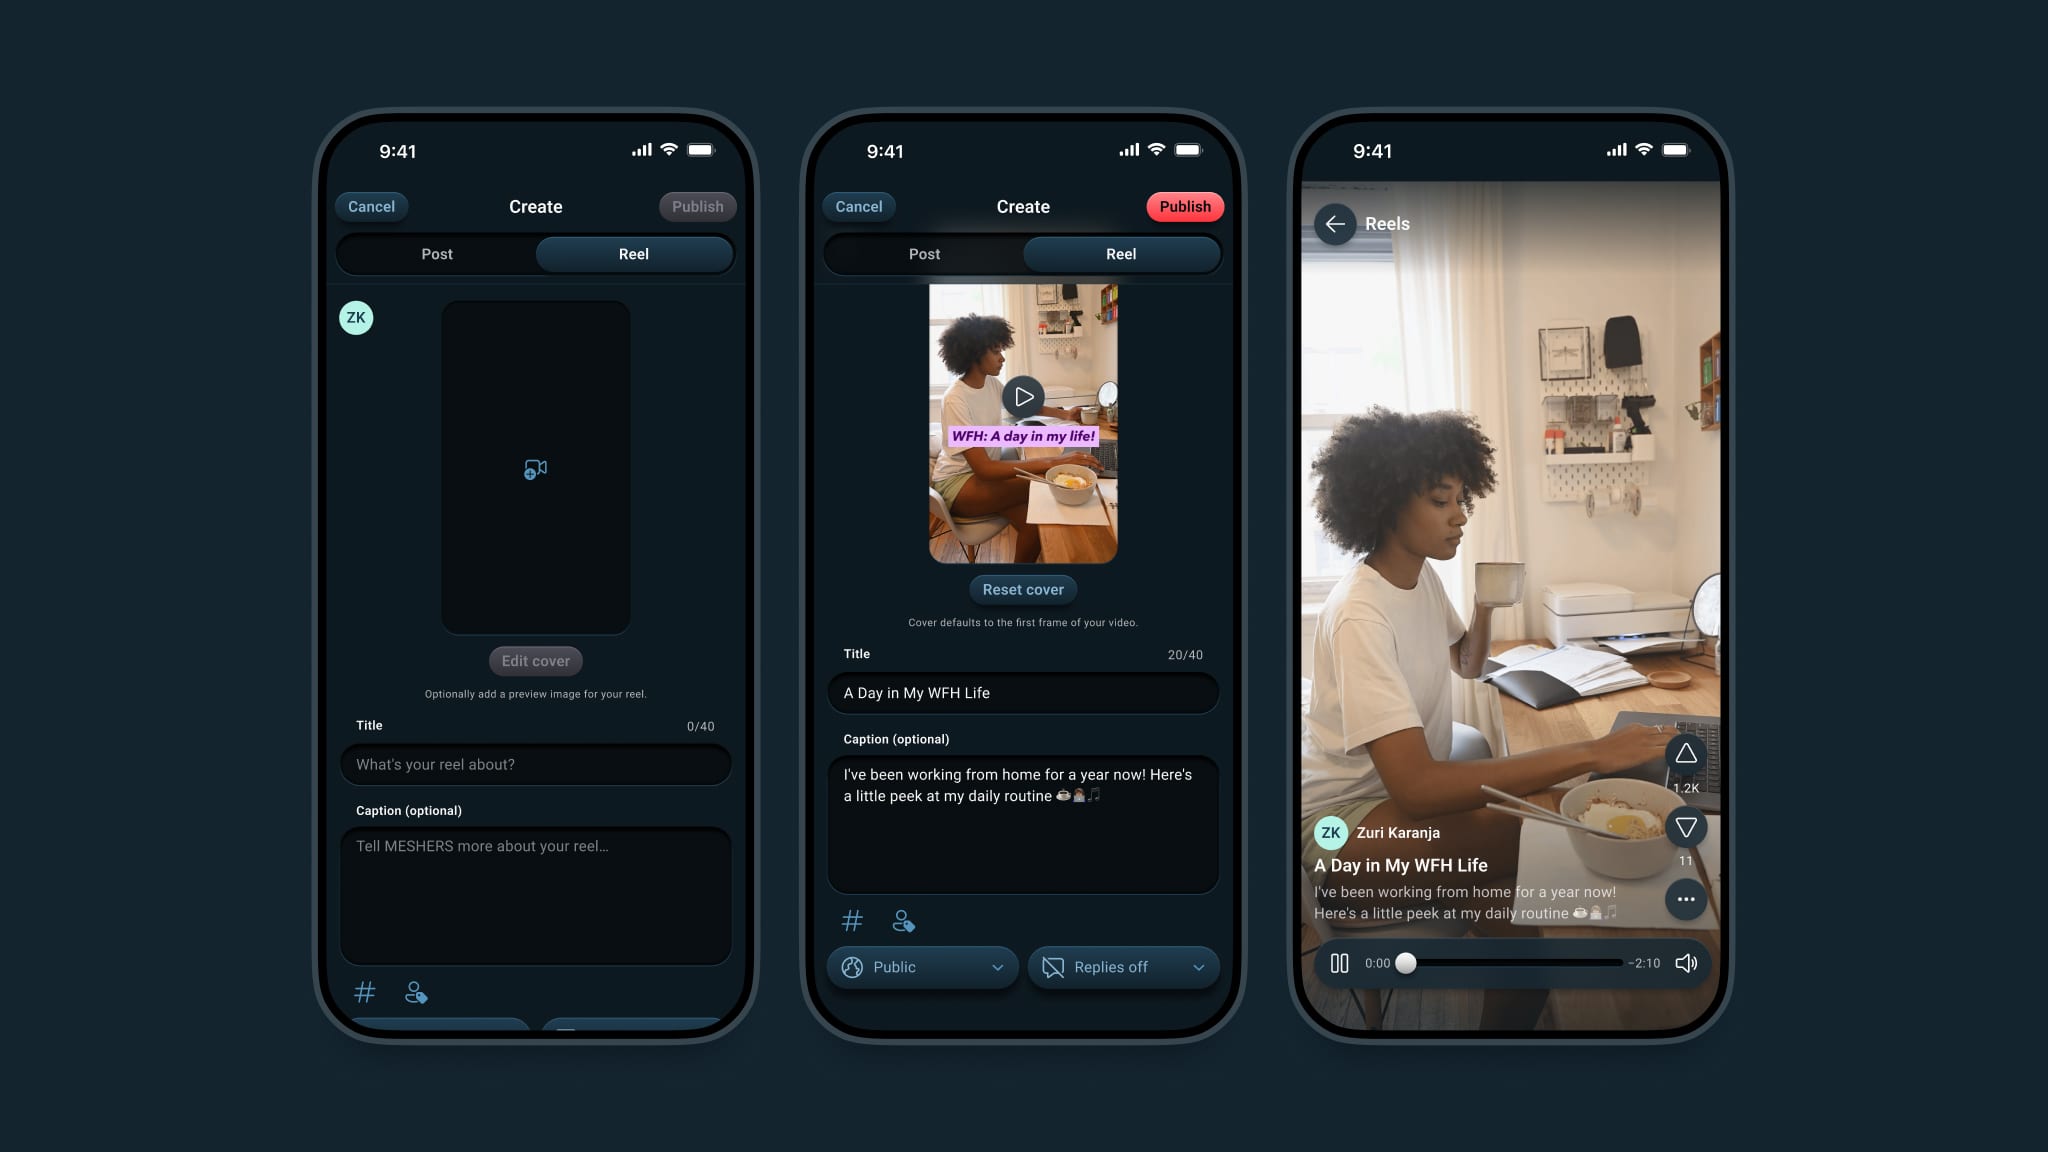 9:41
Cancel
Create
Publish
Post
Reel
ZK
Edit cover
Optionally add a preview image for your reel.
Title
0/40
What's your reel about?
Caption (optional)
Tell MESHERS more about your reel...
9:41
Cancel
Create
Publish
Post
Reel
WFH: A day in my life!
Reset cover
Cover defaults to the first frame of your video.
Title
20/40
A Day in My WFH Life
Caption (optional)
I've been working from home for a year now! Here's
a little peek at my daily routine ☕👩🏽‍💻🎵
Public
Replies off
9:41
Reels
1.2K
ZK
Zuri Karanja
11
A Day in My WFH Life
I've been working from home for a year now!
Here's a little peek at my daily routine ☕👩🏽‍💻🎵
0:00
-2:10